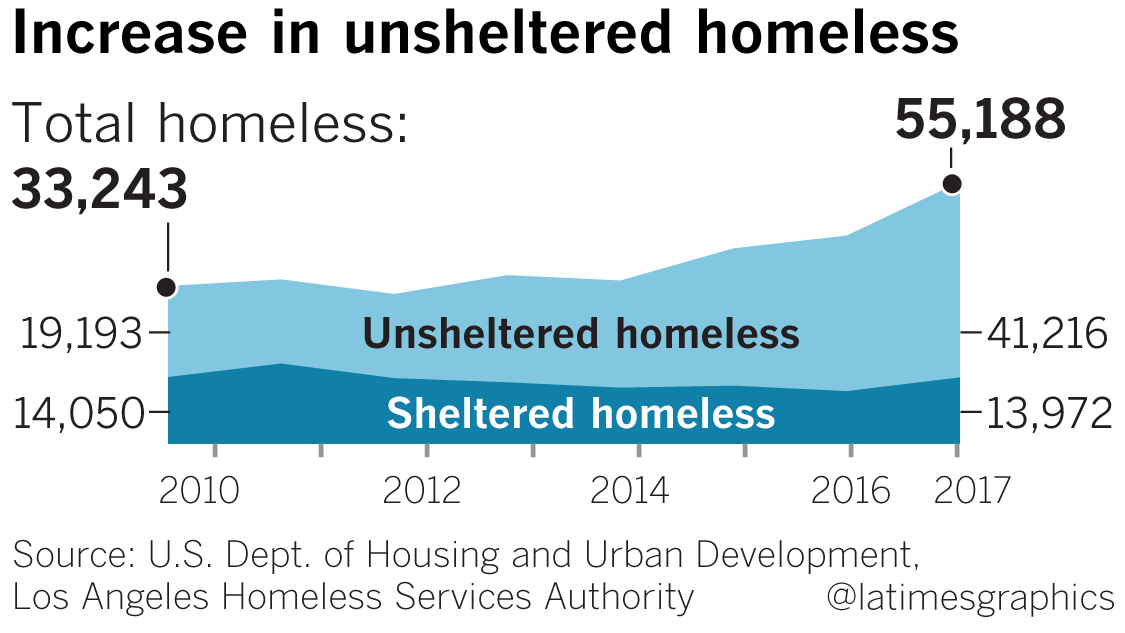 Increase in unsheltered homeless
Total homeless:
33,243
55,188
19,193
Unsheltered homeless
41,216
14,050
Sheltered homeless
13,972
2010
2012
2014
2016
2017
Source: U.S. Dept. of Housing and Urban Development,
Los Angeles Homeless Services Authority
@latimesgraphics